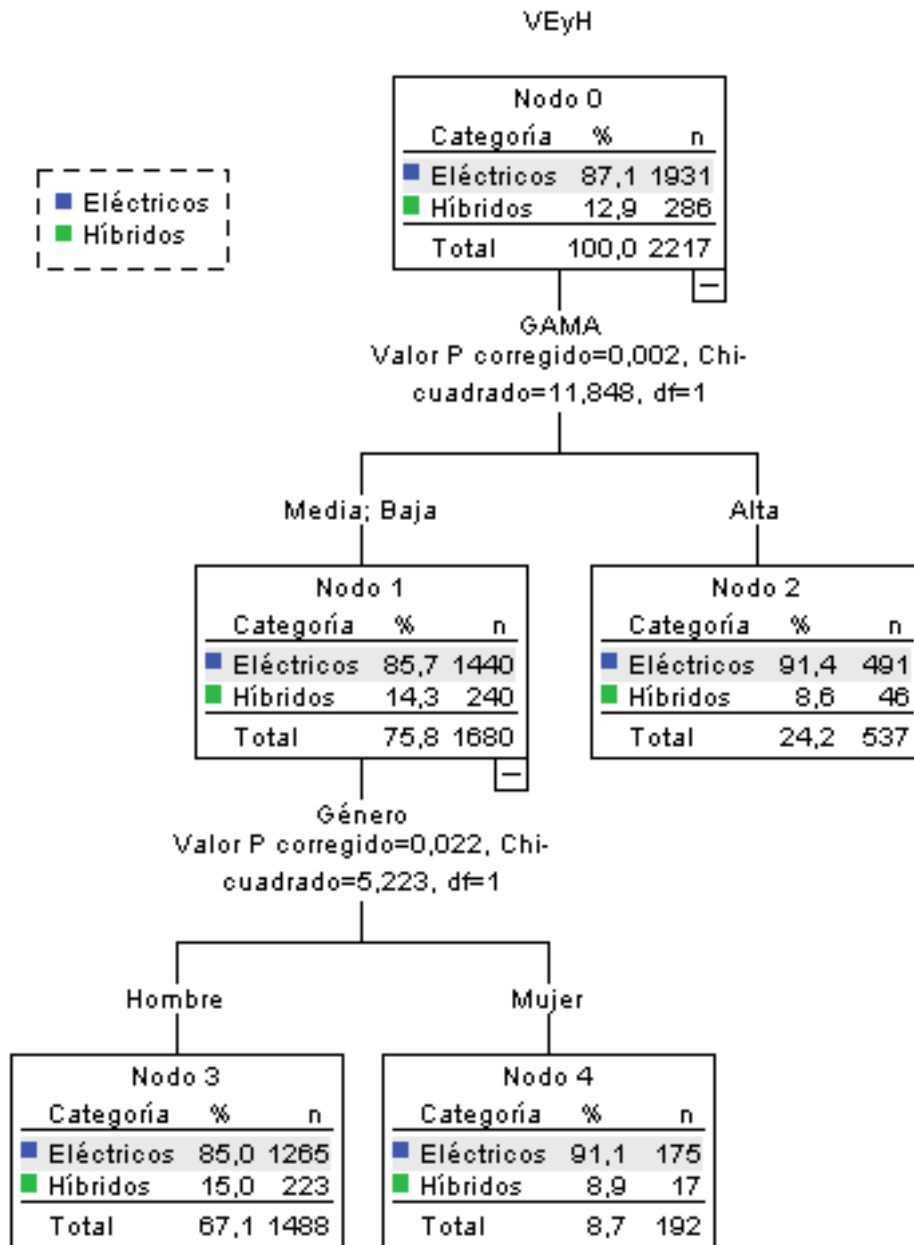 VEyH
Eléctricos
Híbridos
Nodo 0
Categoría % n
Eléctricos 87,1 1931
Híbridos 12,9 286
Total 100,0 2217
GAMA
Valor P corregido=0,002, Chi-
cuadrado=11,848, df=1
Media; Baja
Alta
Nodo 1
Categoría % n
Eléctricos 85,7 1440
Híbridos 14,3 240
Total 75,8 1680
Nodo 2
Categoría % n
Eléctricos 91,4 491
Híbridos 8,6 46
Total 24,2 537
Género
Valor P corregido=0,022, Chi-
cuadrado=5,223, df=1
Hombre
Mujer
Nodo 3
Categoría % n
Eléctricos 85,0 1265
Híbridos 15,0 223
Total 67,1 1488
Nodo 4
Categoría % n
Eléctricos 91,1 175
Híbridos 8,9 17
Total 8,7 192